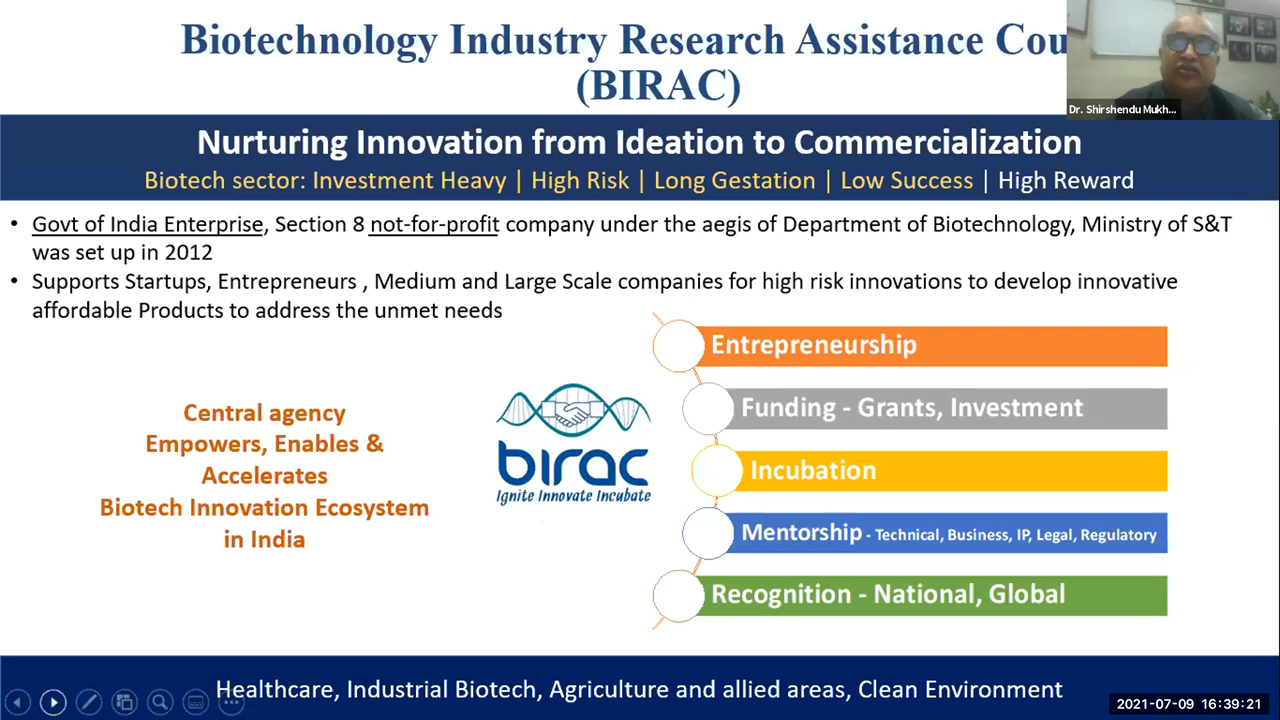 Biotechnology Industry Research Assistance Cou
(BIRAC)
Dr. Shirshendu Mukh...
Nurturing Innovation from Ideation to Commercialization
Biotech sector: Investment Heavy | High Risk | Long Gestation | Low Success | High Reward
• Govt of India Enterprise, Section 8 not-for-profit company under the aegis of Department of Biotechnology, Ministry of S&T
was set up in 2012
• Supports Startups, Entrepreneurs , Medium and Large Scale companies for high risk innovations to develop innovative
affordable Products to address the unmet needs
Central agency
Empowers, Enables &
Accelerates
Biotech Innovation Ecosystem
in India
birac
Ignite Innovate Incubate
Entrepreneurship
Funding - Grants, Investment
Incubation
Mentorship - Technical, Business, IP, Legal, Regulatory
Recognition - National, Global
Healthcare, Industrial Biotech, Agriculture and allied areas, Clean Environment
2021-07-09 16:39:21